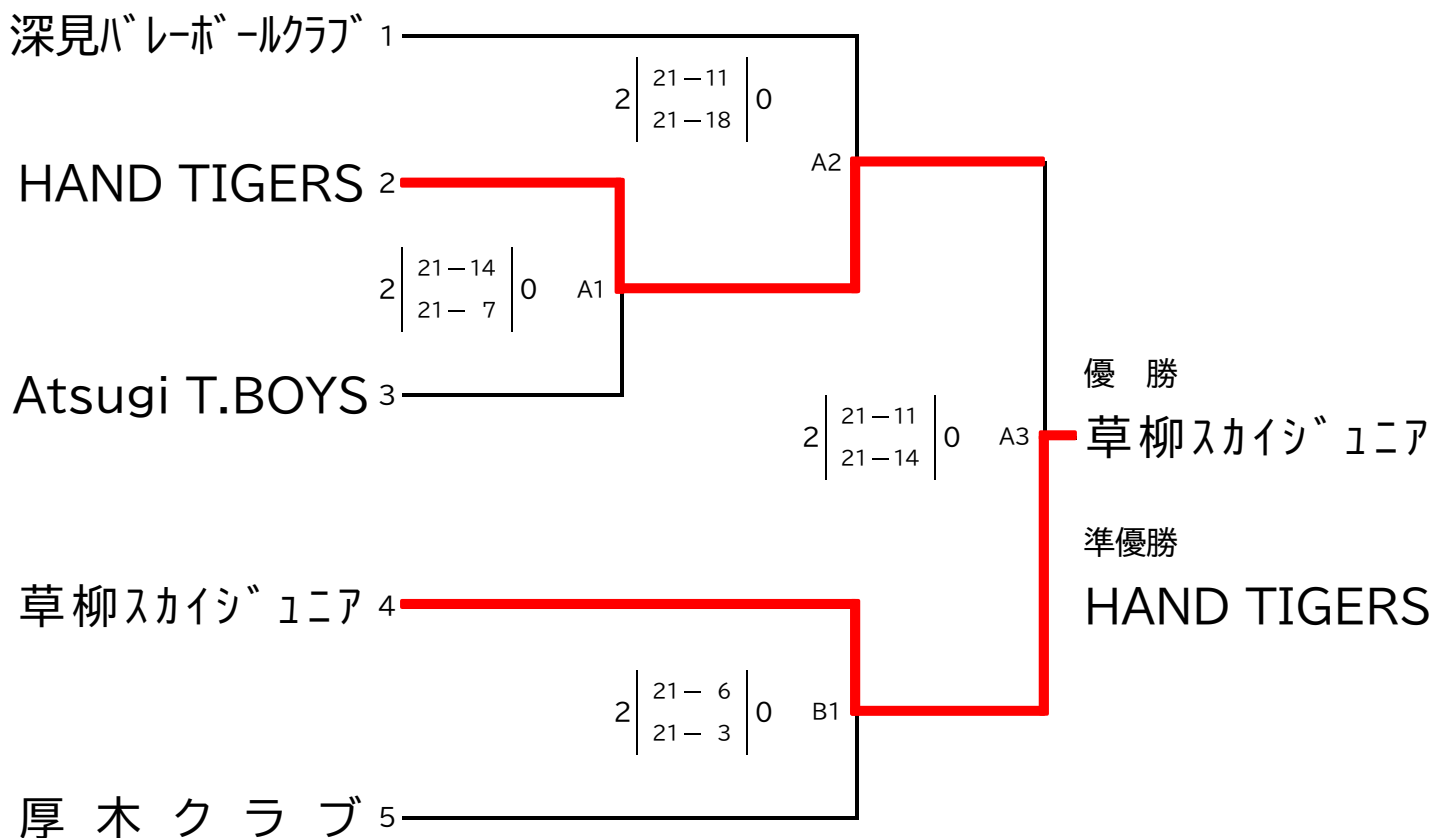 深見ﾊﾞﾚｰﾎﾞｰﾙｸﾗﾌﾞ 1
2 21－11 0
21－18
A2
HAND TIGERS 2
2 21－14 0 A1
21－ 7
Atsugi T.BOYS 3
優　勝
2 21－11 0 A3 草柳ｽｶｲｼﾞｭﾆｱ
21－14
準優勝
草柳ｽｶｲｼﾞｭﾆｱ 4
HAND TIGERS
2 21－ 6 0 B1
21－ 3
厚 木 ク ラ ブ 5